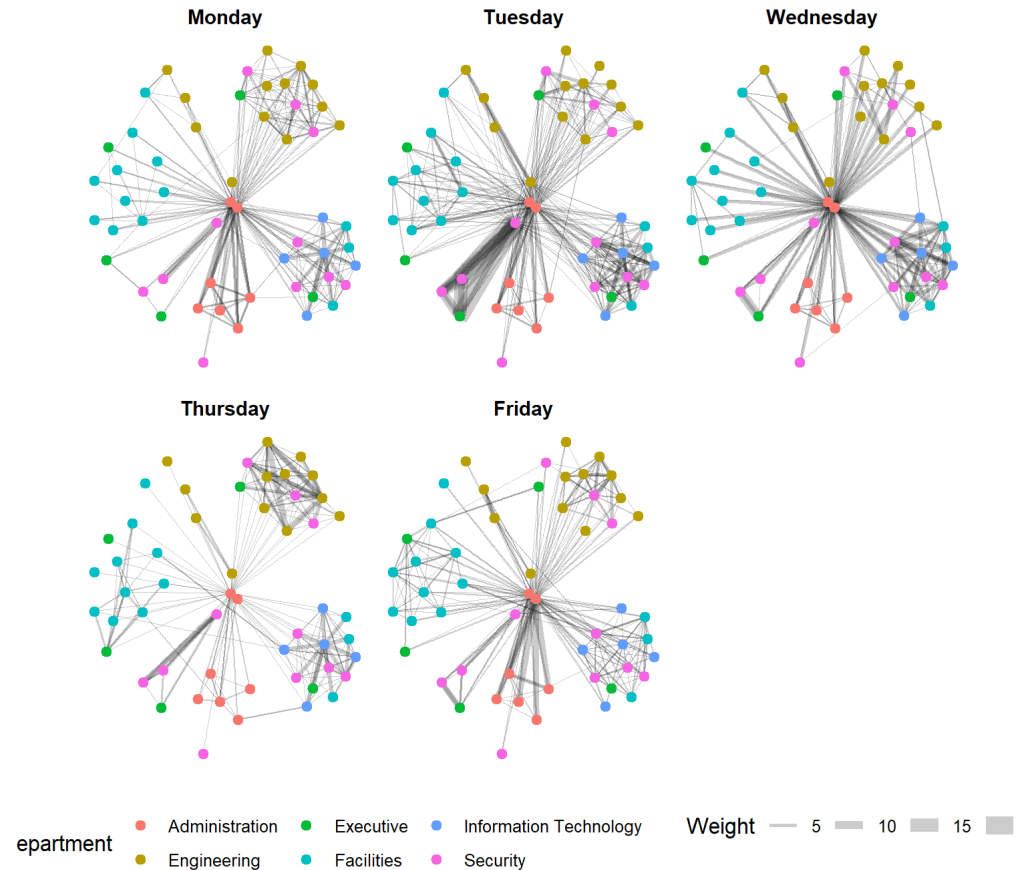 Monday Tuesday Wednesday
Thursday Friday
epartment
Administration Executive Information Technology
Engineering Facilities Security
Weight 5 10 15